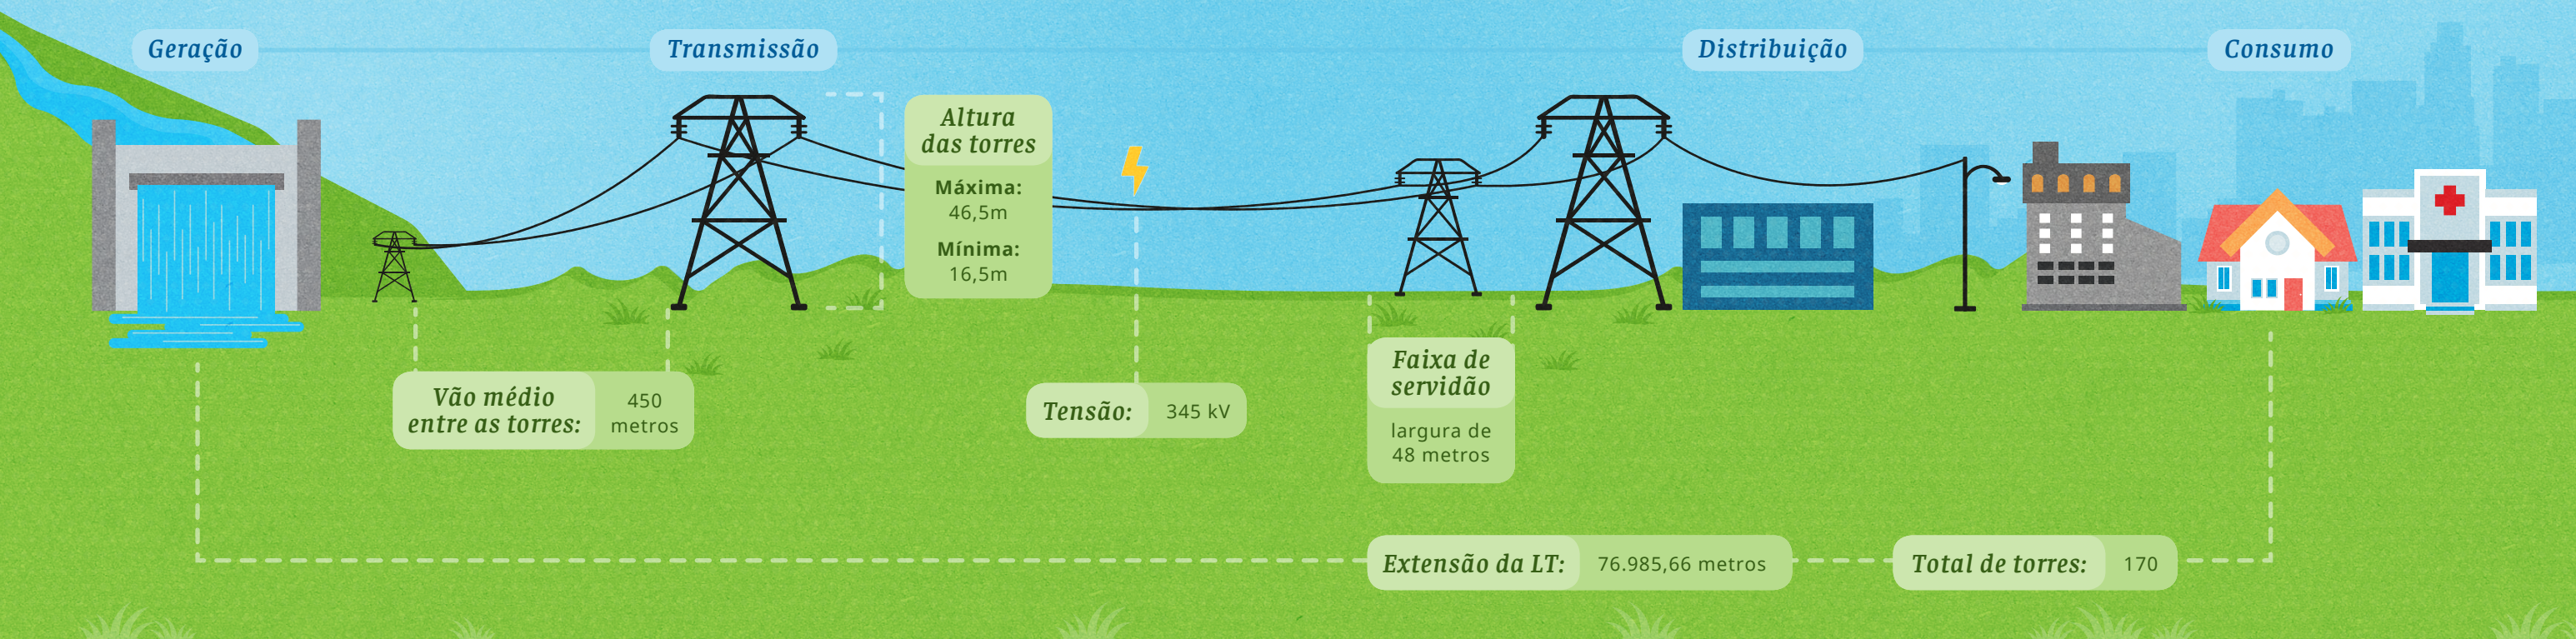 Geração
Transmissão
Distribuição
Consumo
Altura
das torres
Máxima:
46,5m
Mínima:
16,5m
Vão médio
entre as torres:
450
metros
Tensão:
345 kV
Faixa de
servidão
largura de
48 metros
Extensão da LT:
76.985,66 metros
Total de torres:
170